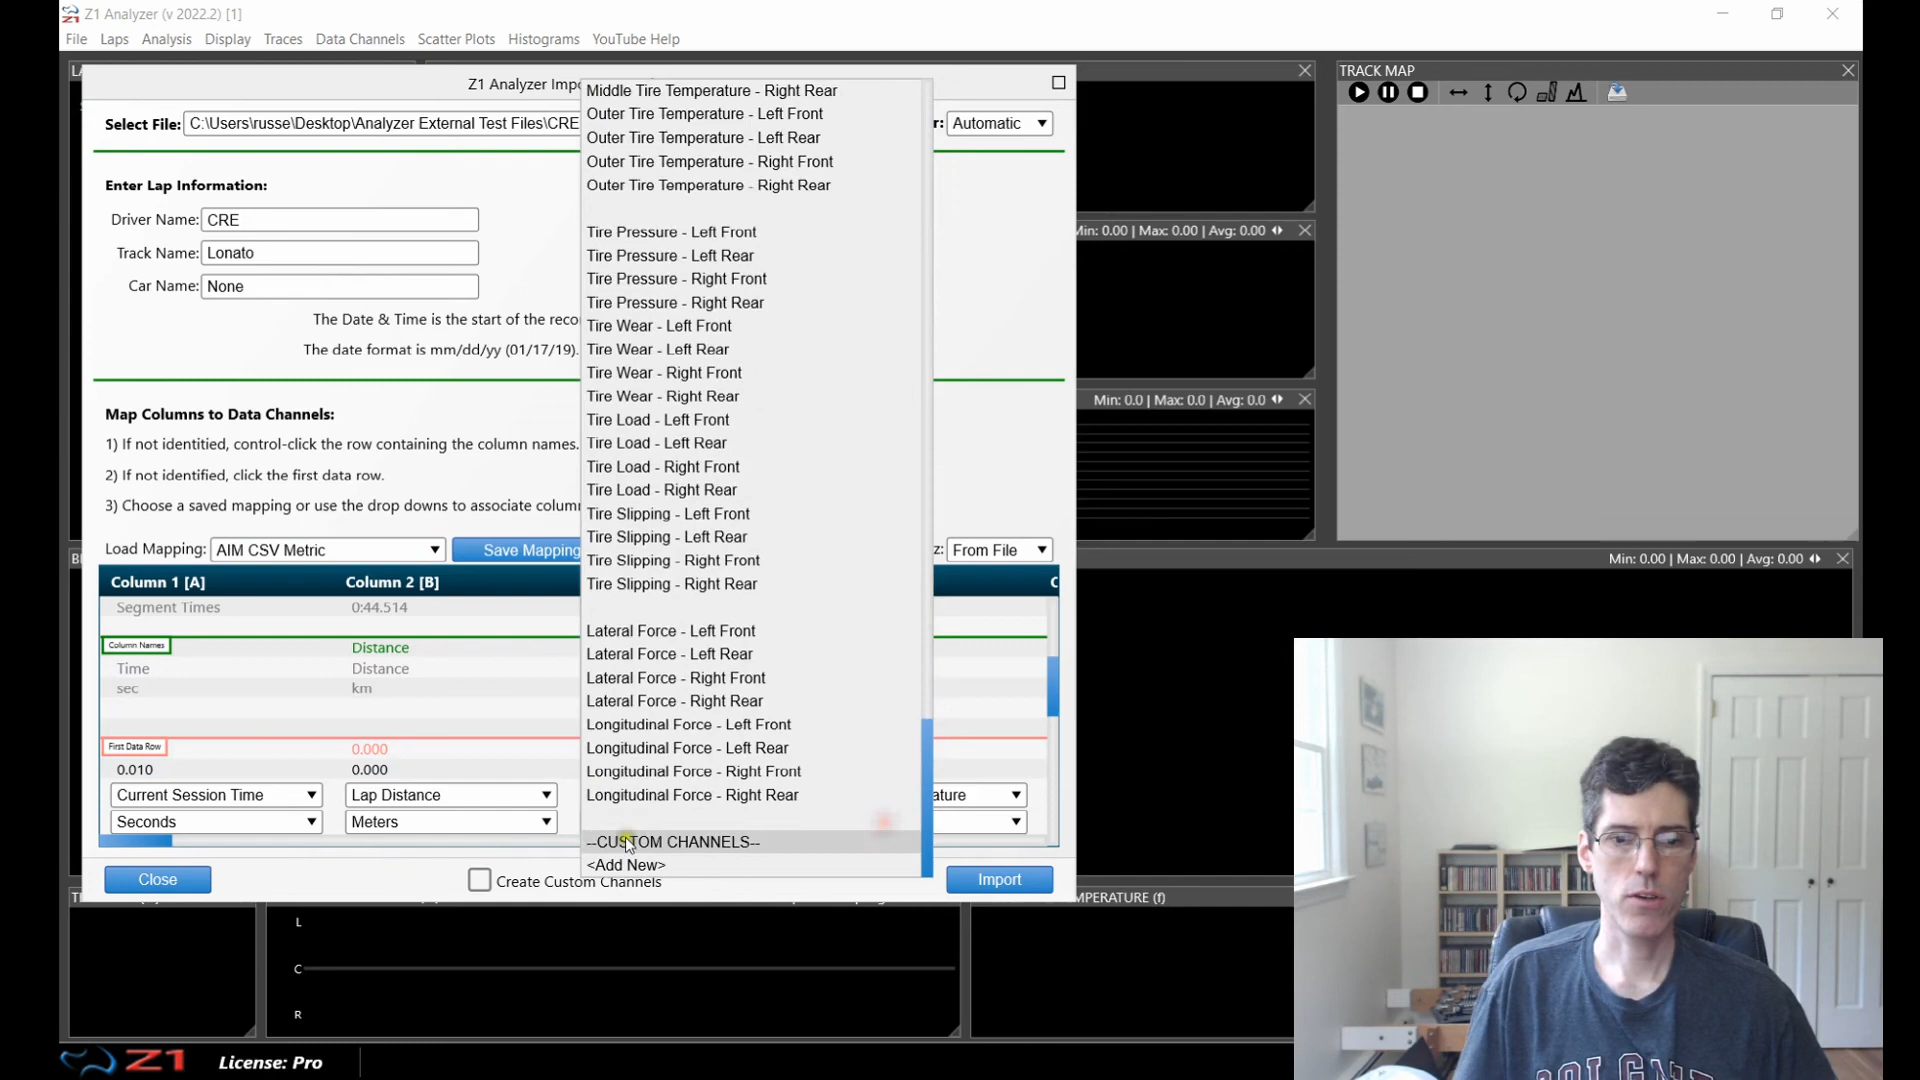 Z1 Analyzer (v 2022.2) [1]
File Laps Analysis Display Traces Data Channels Scatter Plots Histograms YouTube Help
TRACK MAP
Z1 Analyzer
Select File: C:\Users\russe\Desktop\Analyzer External Test Files\CRE
Automatic
Enter Lap Information:
Driver Name: CRE
Track Name: Lonato
Car Name: None
The Date & Time is the start of the
The date format is mm/dd/yy (01/17/19).
Map Columns to Data Channels:
1) If not identitied, control-click the row containing the column names.
2) If not identified, click the first data row.
3) Choose a saved mapping or use the drop downs to associate
Load Mapping: AIM CSV Metric
Save Mapping
z: From File
Column 1 [A] Column 2 [B]
Segment Times 0:44.514
Column Names Distance
Time Distance
sec km
First Data Row 0.000
0.010 0.000
Current Session Time Lap Distance
ature
Seconds Meters
Close
Create Custom Channels
Import
Middle Tire Temperature - Right Rear
Outer Tire Temperature - Left Front
Outer Tire Temperature - Left Rear
Outer Tire Temperature - Right Front
Outer Tire Temperature - Right Rear
Tire Pressure - Left Front
Tire Pressure - Left Rear
Tire Pressure - Right Front
Tire Pressure - Right Rear
Tire Wear - Left Front
Tire Wear - Left Rear
Tire Wear - Right Front
Tire Wear - Right Rear
Tire Load - Left Front
Tire Load - Left Rear
Tire Load - Right Front
Tire Load - Right Rear
Tire Slipping - Left Front
Tire Slipping - Left Rear
Tire Slipping - Right Front
Tire Slipping - Right Rear
Lateral Force - Left Front
Lateral Force - Left Rear
Lateral Force - Right Front
Lateral Force - Right Rear
Longitudinal Force - Left Front
Longitudinal Force - Left Rear
Longitudinal Force - Right Front
Longitudinal Force - Right Rear
--CUSTOM CHANNELS--
<Add New>
Min: 0.00 | Max: 0.00 | Avg: 0.00
Min: 0.0 | Max: 0.0 | Avg: 0.0
Min: 0.00 | Max: 0.00 | Avg: 0.00
MPERATURE (f)
L
C
R
Z1 License: Pro